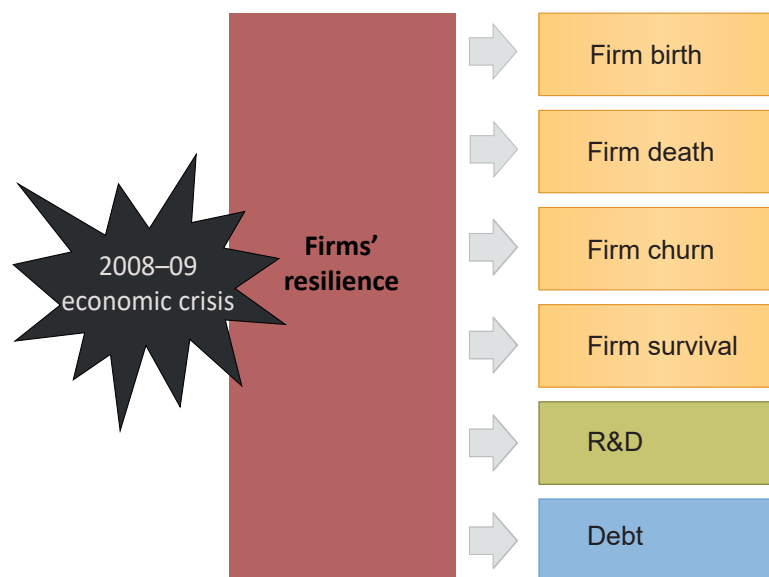 2008–09
economic crisis
Firms’
resilience
Firm birth
Firm death
Firm churn
Firm survival
R&D
Debt